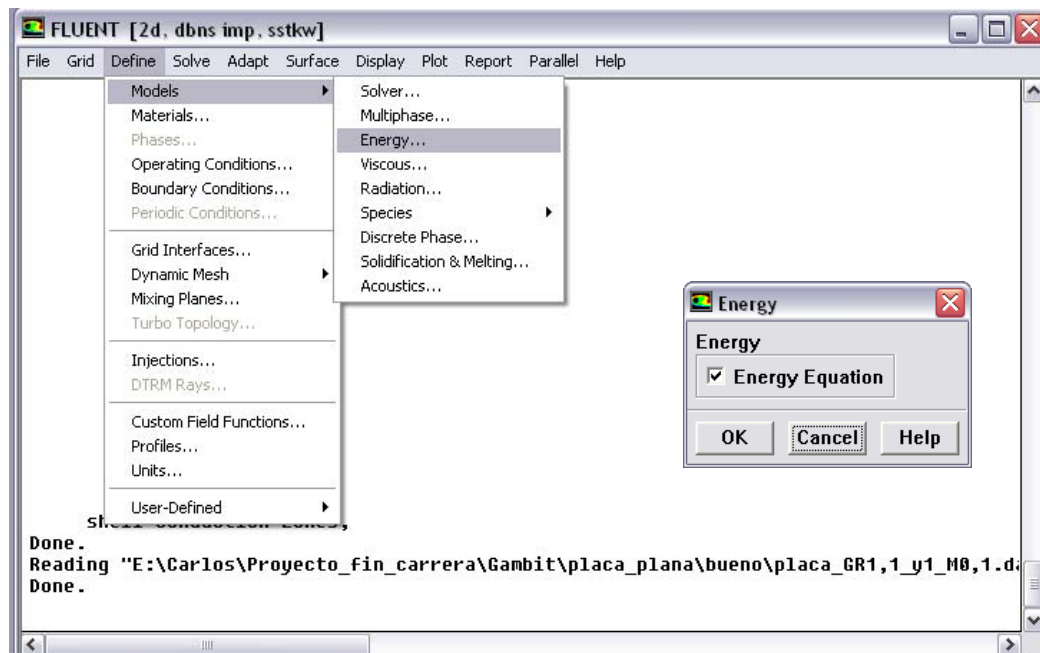 FLUENT [2d, dbns imp, sstkw]
File Grid Define Solve Adapt Surface Display Plot Report Parallel Help
Models
Materials...
Phases...
Operating Conditions...
Boundary Conditions...
Periodic Conditions...
Grid Interfaces...
Dynamic Mesh
Mixing Planes...
Turbo Topology...
Injections...
DTRM Rays...
Custom Field Functions...
Profiles...
Units...
User-Defined
Solver...
Multiphase...
Energy...
Viscous...
Radiation...
Species
Discrete Phase...
Solidification & Melting...
Acoustics...
Energy
Energy
Energy Equation
OK Cancel Help
shell conduction zones,
Done.
Reading "E:\Carlos\Proyecto_fin_carrera\Gambit\placa_plana\bueno\placa_GR1,1_y1_M0,1.d
Done.